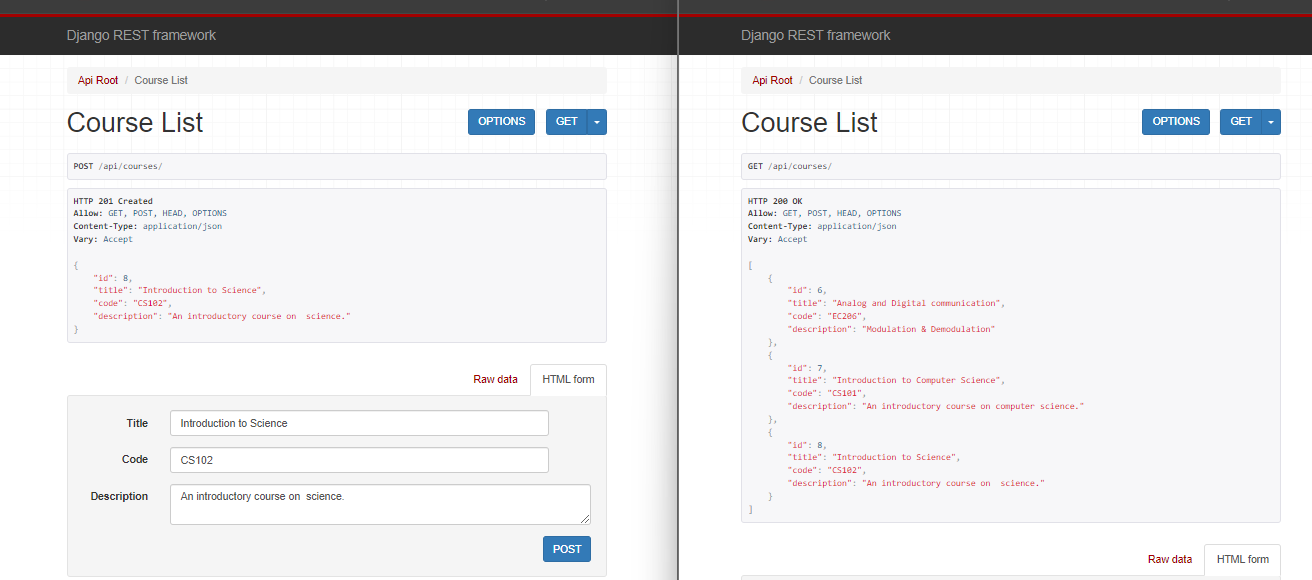 Django REST framework
Api Root / Course List
Course List
OPTIONS
GET
POST /api/courses/
HTTP 201 Created
Allow: GET, POST, HEAD, OPTIONS
Content-Type: application/json
Vary: Accept
{
"id": 8,
"title": "Introduction to Science",
"code": "CS102",
"description": "An introductory course on  science."
}
Raw data
HTML form
Title
Introduction to Science
Code
CS102
Description
An introductory course on  science.
POST
Django REST framework
Api Root / Course List
Course List
OPTIONS
GET
GET /api/courses/
HTTP 200 OK
Allow: GET, POST, HEAD, OPTIONS
Content-Type: application/json
Vary: Accept
[
{
"id": 6,
"title": "Analog and Digital communication",
"code": "EC206",
"description": "Modulation & Demodulation"
},
{
"id": 7,
"title": "Introduction to Computer Science",
"code": "CS101",
"description": "An introductory course on computer science."
},
{
"id": 8,
"title": "Introduction to Science",
"code": "CS102",
"description": "An introductory course on  science."
}
]
Raw data
HTML form